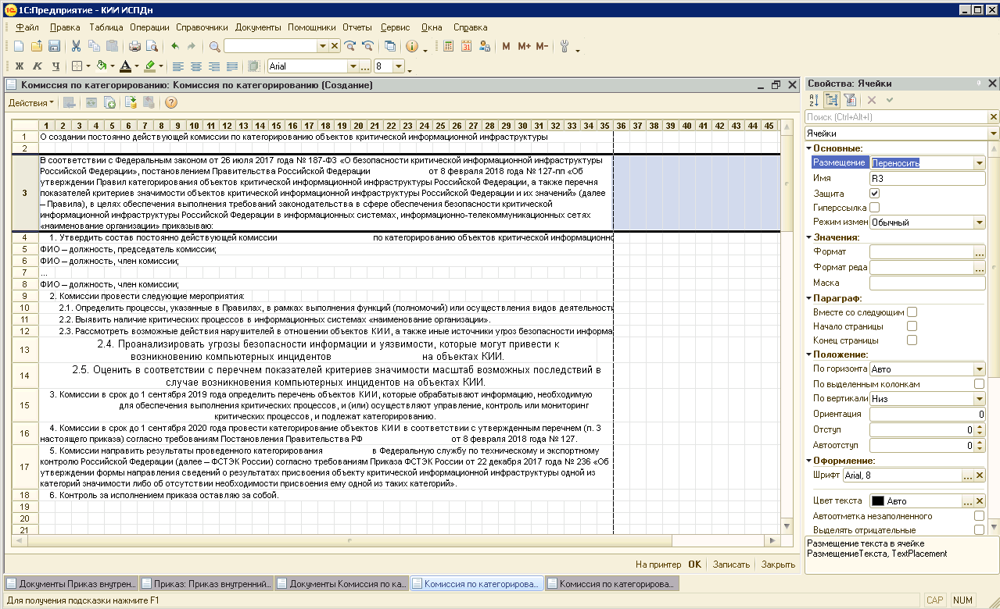 1С:Предприятие - КИИ ИСПДн
Файл Правка Таблица Операции Справочники Документы Помощники Отчеты Сервис Окна Справка
M M+ M-
Ж К Ч А Arial 8
Комиссия по категорированию: Комиссия по категорированию (Создание)
Действия
1 2 3 4 5 6 7 8 9 10 11 12 13 14 15 16 17 18 19 20 21 22 23 24 25 26 27 28 29 30 31 32 33 34 35 36 37 38 39 40 41 42 43 44 45
1 О создании постоянно действующей комиссии по категорированию объектов критической информационной инфраструктуры
2
3
В соответствии с Федеральным законом от 26 июля 2017 года № 187-ФЗ «О безопасности критической информационной инфраструктуры
Российской Федерации», постановлением Правительства Российской Федерации от 8 февраля 2018 года № 127-пп «Об
утверждении Правил категорирования объектов критической информационной инфраструктуры Российской Федерации, а также перечня
показателей критериев значимости объектов критической информационной инфраструктуры Российской Федерации и их значений» (далее
– Правила), в целях обеспечения выполнения требований законодательства в сфере обеспечения безопасности критической
информационной инфраструктуры Российской Федерации в информационных системах, информационно-телекоммуникационных сетях
«наименование организации» приказываю:
4 1. Утвердить состав постоянно действующей комиссии по категорированию объектов критической информационно
5 ФИО – должность, председатель комиссии;
6 ФИО – должность, член комиссии;
7 ...
8 ФИО – должность, член комиссии;
9 2. Комиссии провести следующие мероприятия:
10 2.1. Определить процессы, указанные в Правилах, в рамках выполнения функций (полномочий) или осуществления видов деятельност
11 2.2. Выявить наличие критических процессов в информационных системах «наименование организации».
12 2.3. Рассмотреть возможные действия нарушителей в отношении объектов КИИ, а также иные источники угроз безопасности информа
13 2.4. Проанализировать угрозы безопасности информации и уязвимости, которые могут привести к
возникновению компьютерных инцидентов на объектах КИИ.
14 2.5. Оценить в соответствии с перечнем показателей критериев значимости масштаб возможных последствий в
случае возникновения компьютерных инцидентов на объектах КИИ.
15 3. Комиссии в срок до 1 сентября 2019 года определить перечень объектов КИИ, которые обрабатывают информацию, необходимую
для обеспечения выполнения критических процессов, и (или) осуществляют управление, контроль или мониторинг
критических процессов, и подлежат категорированию.
16 4. Комиссии в срок до 1 сентября 2020 года провести категорирование объектов КИИ в соответствии с утвержденным перечнем (п. 3
настоящего приказа) согласно требованиям Постановления Правительства РФ от 8 февраля 2018 года № 127.
17 5. Комиссии направить результаты проведенного категорирования в Федеральную службу по техническому и экспортному
контролю Российской Федерации (далее – ФСТЭК России) согласно требованиям Приказа ФСТЭК России от 22 декабря 2017 года № 236 «Об
утверждении формы направления сведений о результатах присвоения объекту критической информационной инфраструктуры одной из
категорий значимости либо об отсутствии необходимости присвоения ему одной из таких категорий».
18 6. Контроль за исполнением приказа оставляю за собой.
19
20
21
На принтер OK Записать Закрыть
Свойства: Ячейки
Поиск (Ctrl+Alt+I)
Ячейки
Основные:
Размещение Переносить
Имя R3
Защита
Гиперссылка
Режим измен Обычный
Значения:
Формат
Формат реда
Маска
Параграф:
Вместе со следующим
Начало страницы
Конец страницы
Положение:
По горизонта Авто
По выделенным колонкам
По вертикали Низ
Ориентация 0
Отступ 0
Автоотступ 0
Оформление:
Шрифт Arial, 8
Цвет текста Авто
Автоотметка незаполненного
Выделять отрицательные
Размещение текста в ячейке
РазмещениеТекста, TextPlacement
Документы Приказ внутрен... Приказ: Приказ внутренний... Документы Комиссия по ка... Комиссия по категорирова... Комиссия по категорирова...
Для получения подсказки нажмите F1
CAP NUM